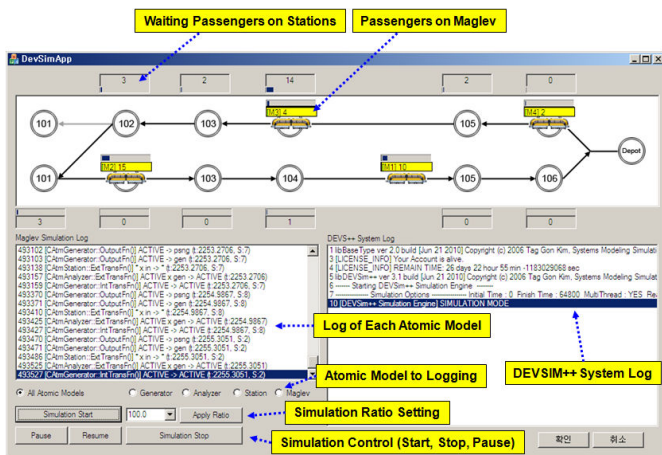 Waiting Passengers on Stations
Passengers on Maglev
DevSimApp
3 2 14 2 0
[M3] 4 [M4] 2
101 102 103 105
Depot
[M2] 15 [M1] 10
101 103 104 105 106
3 0 0 1 0 0
Maglev Simulation Log
493102 [CAtmGenerator::OutputFn()] ACTIVE -> psng (t:2253.2706, S:7)
493103 [CAtmGenerator::OutputFn()] ACTIVE -> gen (t:2253.2706, S:7)
493138 [CAtmStation::ExtTransFn()] * x in -> * (t:2253.2706, S:7)
493157 [CAtmAnalyzer::ExtTransFn()] ACTIVE x gen -> ACTIVE (t:2253.2706)
493159 [CAtmGenerator::IntTransFn()] ACTIVE -> ACTIVE (t:2253.2706, S:7)
493370 [CAtmGenerator::OutputFn()] ACTIVE -> psng (t:2254.9867, S:8)
493371 [CAtmGenerator::OutputFn()] ACTIVE -> gen (t:2254.9867, S:8)
493410 [CAtmStation::ExtTransFn()] * x in -> * (t:2254.9867, S:8)
493425 [CAtmAnalyzer::ExtTransFn()] ACTIVE x gen -> ACTIVE (t:2254.9867)
493427 [CAtmGenerator::IntTransFn()] ACTIVE -> ACTIVE (t:2254.9867, S:8)
493470 [CAtmGenerator::OutputFn()] ACTIVE -> psng (t:2255.3051, S:2)
493471 [CAtmGenerator::OutputFn()] ACTIVE -> gen (t:2255.3051, S:2)
493486 [CAtmStation::ExtTransFn()] * x in -> * (t:2255.3051, S:2)
493525 [CAtmAnalyzer::ExtTransFn()] ACTIVE x gen -> ACTIVE (t:2255.3051)
493527 [CAtmGenerator::IntTransFn()] ACTIVE -> ACTIVE (t:2255.3051, S:2)
DEVS++ System Log
1 libBaseType ver 2.0 build [Jun 21 2010] Copyright (c) 2006 Tag Gon Kim, Systems Modeling Simulati
3 [LICENSE_INFO] Your Account is alive.
4 [LICENSE_INFO] REMAIN TIME: 26 days 22 hour 55 min -1183029068 sec
5 libDEVSim++ ver 3.1 build [Jun 21 2010] Copyright (c) 2006 Tag Gon Kim, Systems Modeling Simulat
6 ------- Starting DEVSim++ Simulation Engine -------
7 ------------- Simulation Options -------------- Initial Time : 0 Finish Time : 64800 MultiThread : YES Re
10 [DEVSim++ Simulation Engine] SIMULATION MODE
Log of Each Atomic Model
Atomic Model to Logging
DEVSIM++ System Log
All Atomic Models Generator Analyzer Station Maglev
Simulation Start 100.0 Apply Ratio
Simulation Ratio Setting
Pause Resume Simulation Stop
Simulation Control (Start, Stop, Pause)
확인 취소